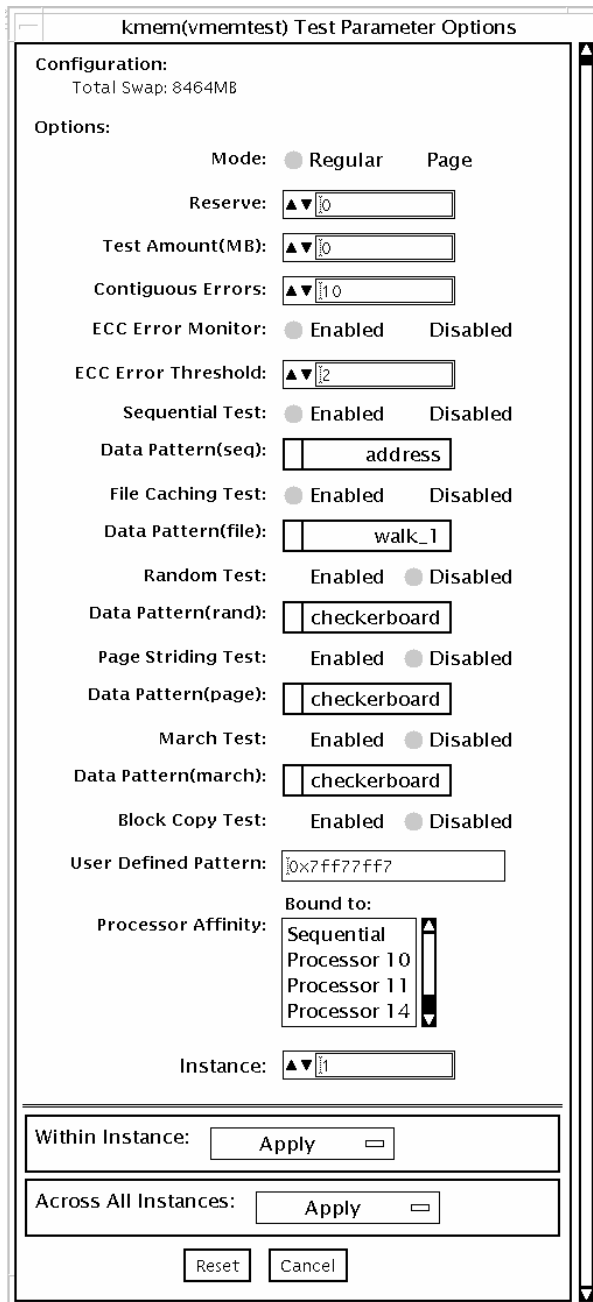 kmem(vmemtest) Test Parameter Options
Configuration:
Total Swap: 8464MB
Options:
Mode: Regular Page
Reserve: 0
Test Amount(MB): 0
Contiguous Errors: 10
ECC Error Monitor: Enabled Disabled
ECC Error Threshold: 2
Sequential Test: Enabled Disabled
Data Pattern(seq): address
File Caching Test: Enabled Disabled
Data Pattern(file): walk_1
Random Test: Enabled Disabled
Data Pattern(rand): checkerboard
Page Striding Test: Enabled Disabled
Data Pattern(page): checkerboard
March Test: Enabled Disabled
Data Pattern(march): checkerboard
Block Copy Test: Enabled Disabled
User Defined Pattern: 0x7ff77ff7
Bound to:
Processor Affinity: Sequential
Processor 10
Processor 11
Processor 14
Instance: 1
Within Instance: Apply
Across All Instances: Apply
Reset Cancel